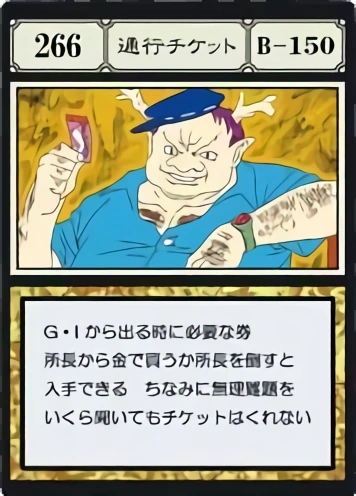 266
通行チケット
B-150
G・Iから出る時に必要な券
所長から金で買うか所長を倒すと
入手できる ちなみに無理難題を
いくら聞いてもチケットはくれない